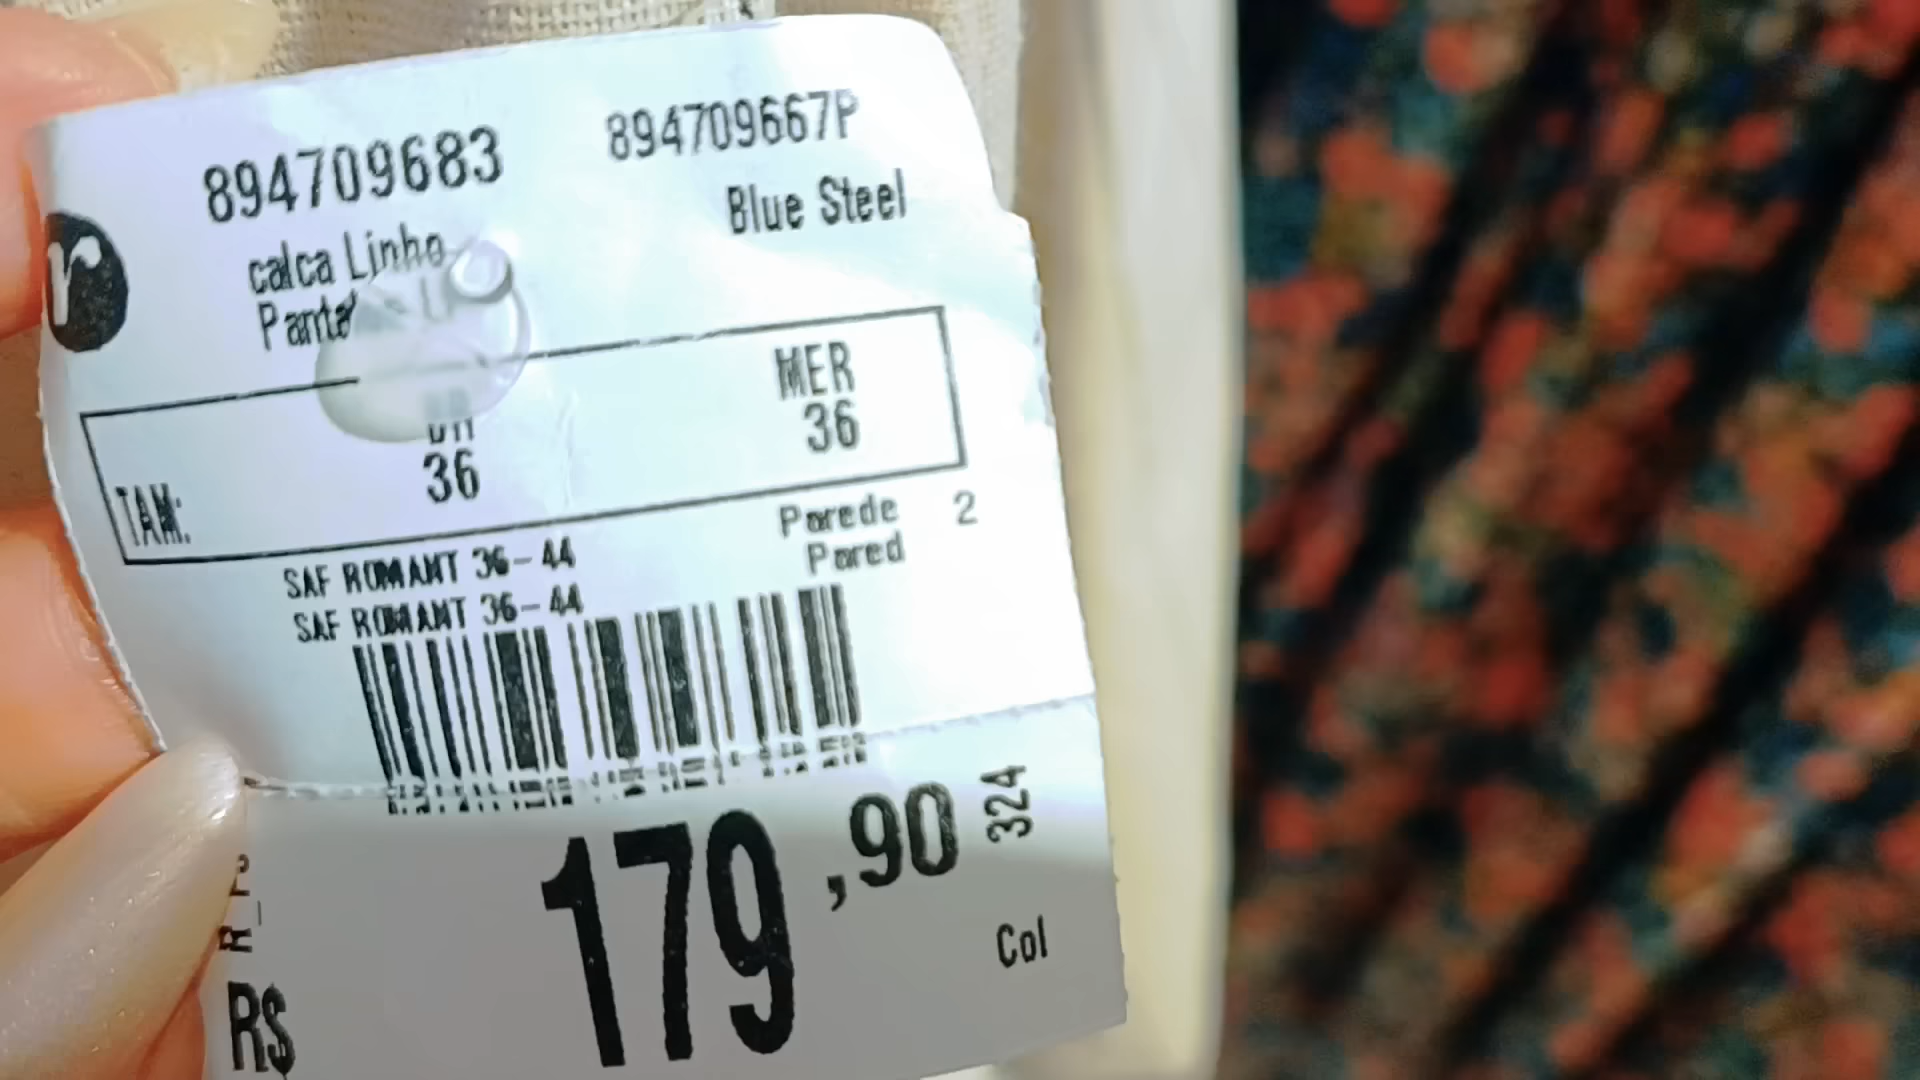 894709683 894709667P
Blue Steel
r
calca Linho
Panta
MER
36 36
TAM:
Parede 2
Pared
SAF ROMANT 36-44
SAF ROMANT 36-44
179,90
324
Col
R$